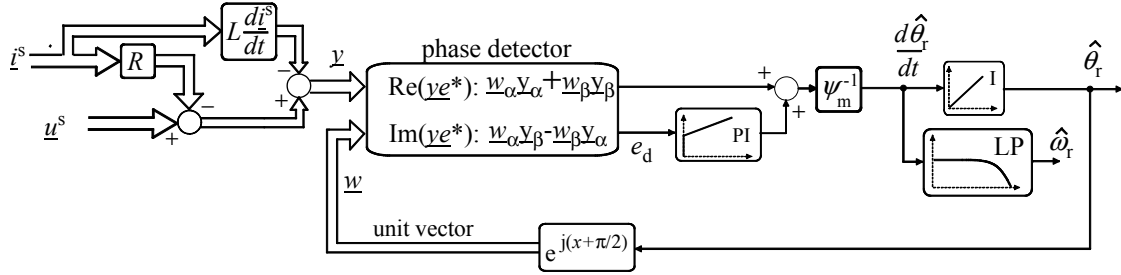 i^s
R
L di^s/dt
u^s
−
+
−
+
y
phase detector
Re(ye*): w_α y_α + w_β y_β
Im(ye*): w_α y_β - w_β y_α
w
e_d
PI
+
+
ψ_m^-1
dθ̂_r/dt
I
θ̂_r
LP
ω̂_r
unit vector
e^j(x+π/2)